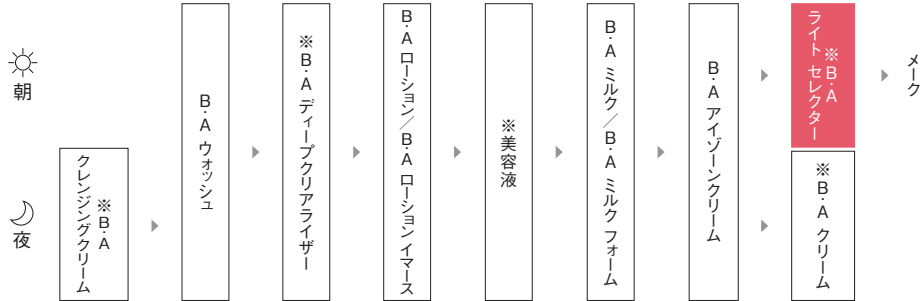 朝
夜
※B.A
クレンジングクリーム
B.A ウォッシュ
※B.A ディープクリアライザー
B.A ローション／B.A ローション イマース
※美容液
B.A ミルク／B.A ミルク フォーム
B.A アイゾーンクリーム
※B.A
ライト セレクター
※B.A クリーム
メーク